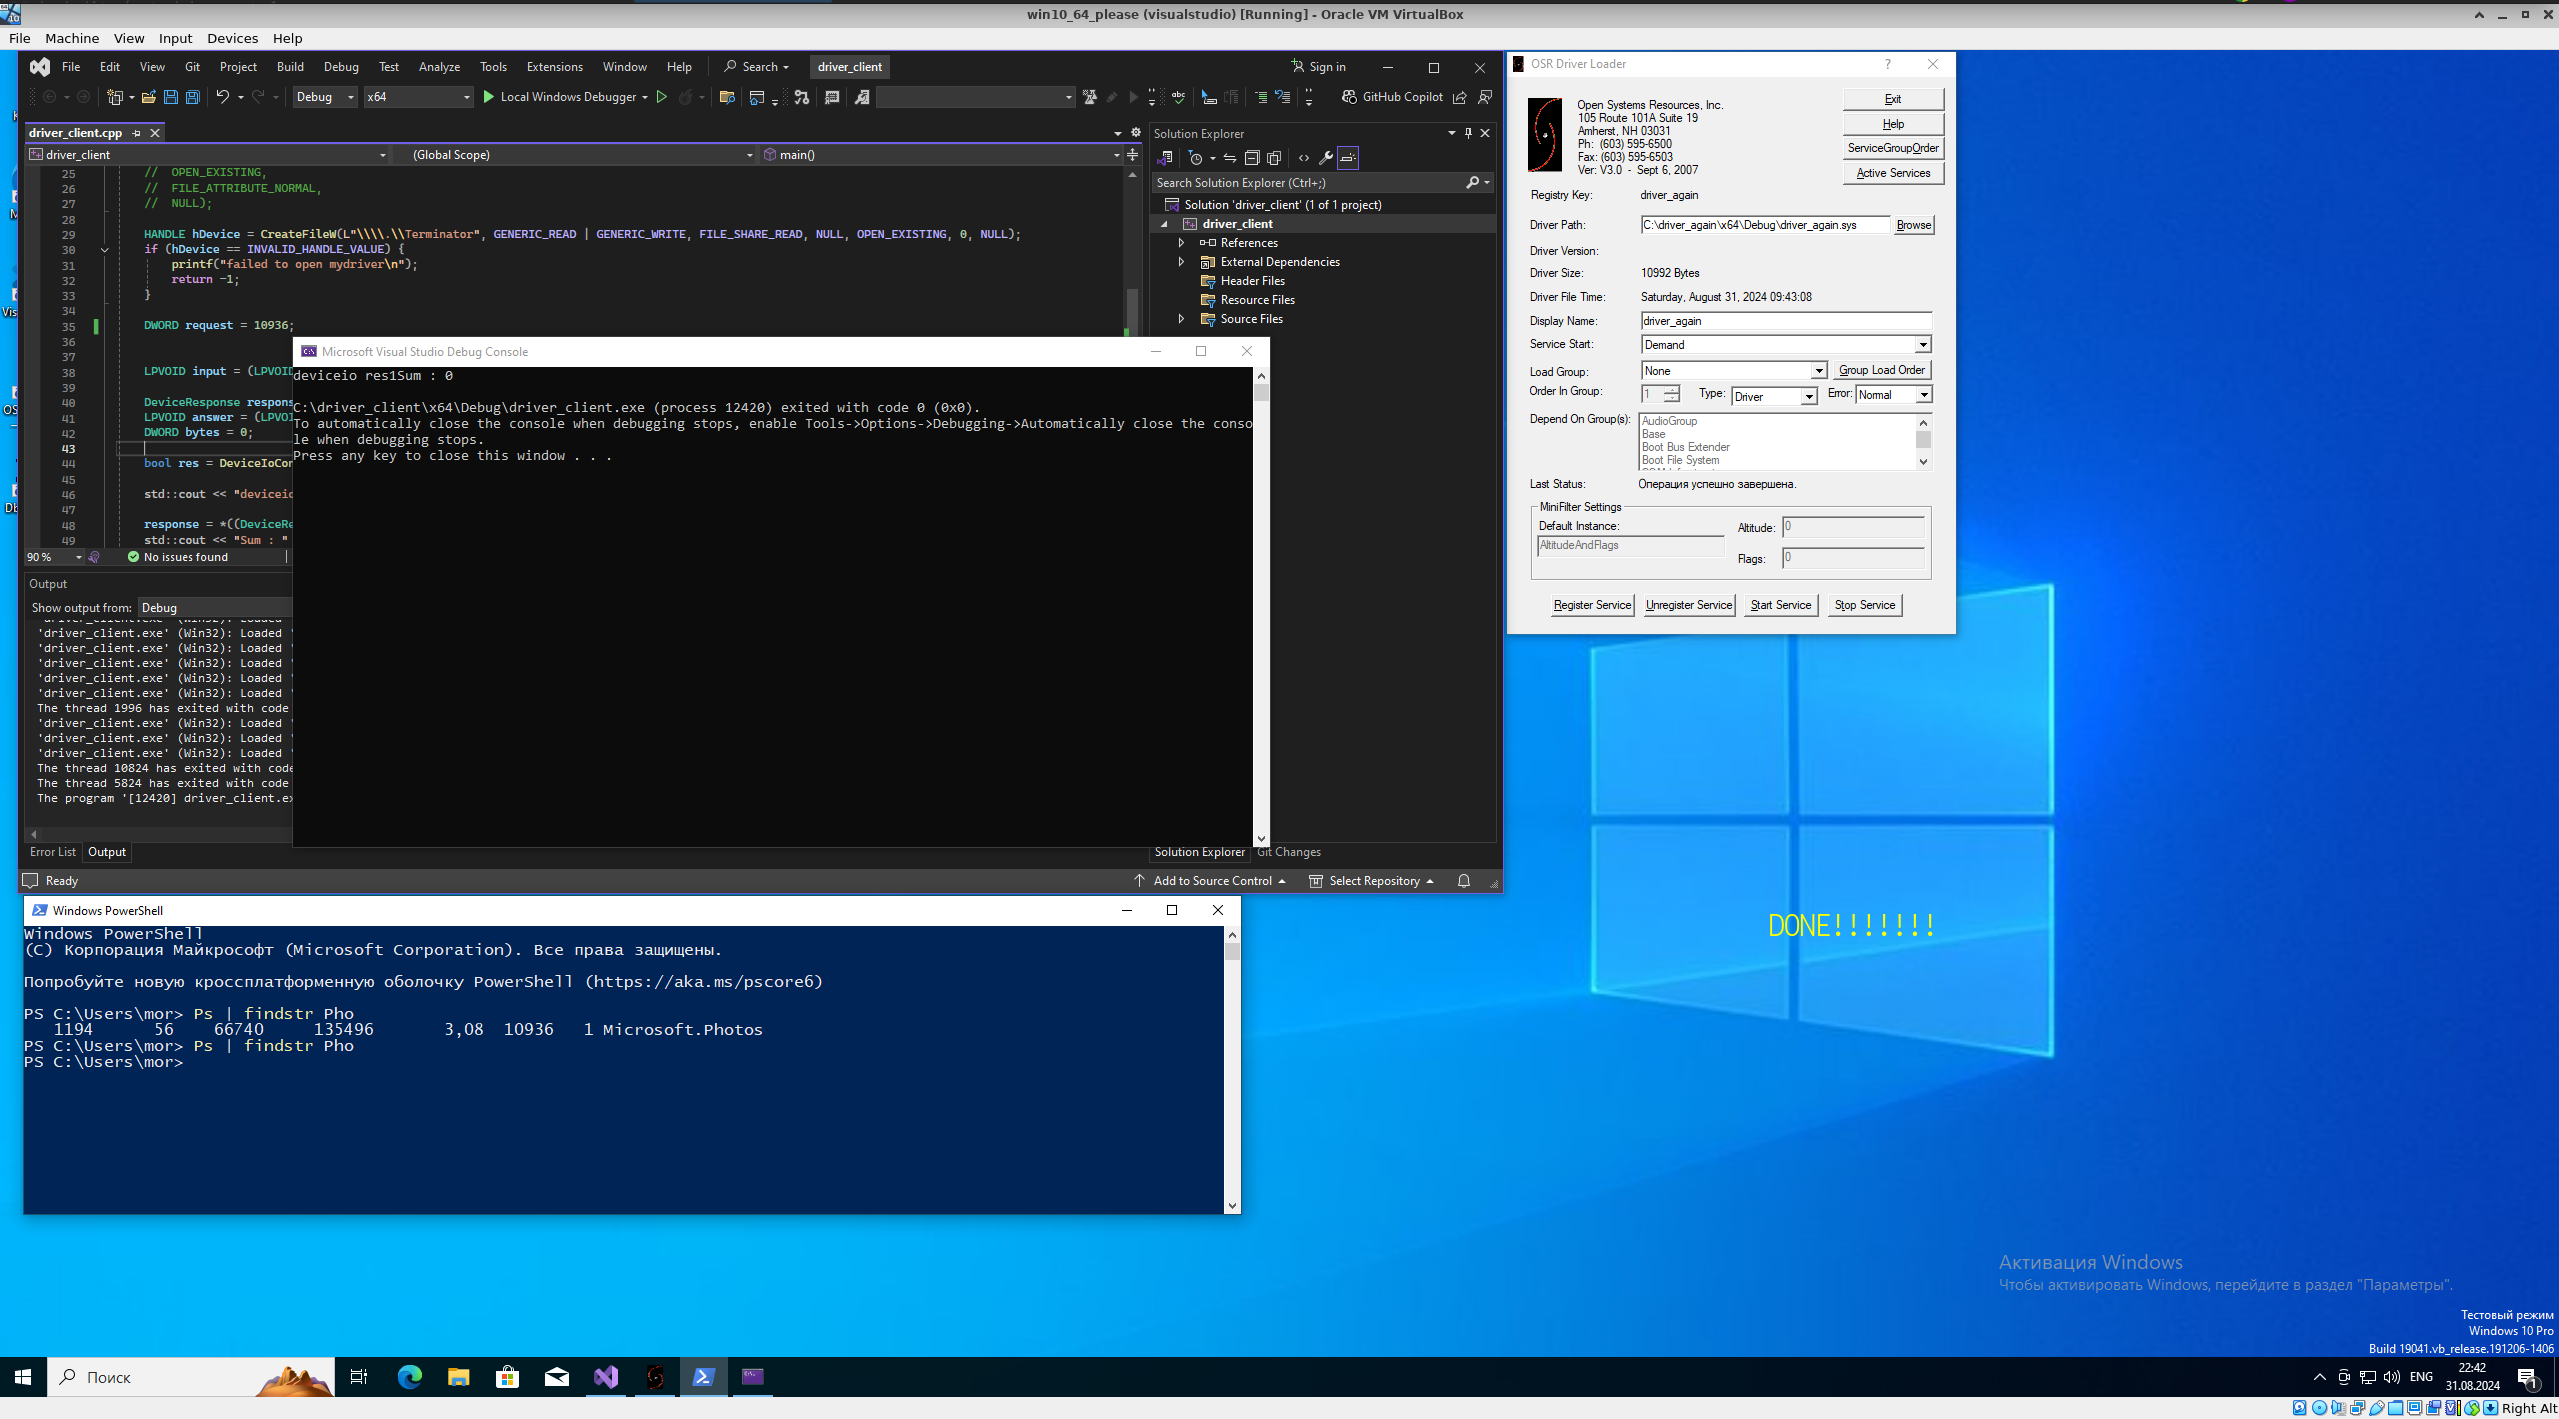 win10_64_please (visualstudio) [Running] - Oracle VM VirtualBox
File Machine View Input Devices Help
File Edit View Git Project Build Debug Test Analyze Tools Extensions Window Help Search driver_client Sign in
Debug x64 Local Windows Debugger GitHub Copilot
driver_client.cpp
driver_client (Global Scope) main()
25 // OPEN_EXISTING,
26 // FILE_ATTRIBUTE_NORMAL,
27 // NULL);
28
29 HANDLE hDevice = CreateFileW(L"\\\\.\\Terminator", GENERIC_READ | GENERIC_WRITE, FILE_SHARE_READ, NULL, OPEN_EXISTING, 0, NULL);
30 if (hDevice == INVALID_HANDLE_VALUE) {
31 printf("failed to open mydriver\n");
32 return -1;
33 }
34
35 DWORD request = 10936;
36
37
38 LPVOID input = (LPVOID
39
40 DeviceResponse respons
41 LPVOID answer = (LPVOI
42 DWORD bytes = 0;
43
44 bool res = DeviceIoCon
45
46 std::cout << "deviceio
47
48 response = *((DeviceRe
49 std::cout << "Sum : "
90 % No issues found
Output
Show output from: Debug
'driver_client.exe' (Win32): Loaded '
'driver_client.exe' (Win32): Loaded '
'driver_client.exe' (Win32): Loaded '
'driver_client.exe' (Win32): Loaded '
'driver_client.exe' (Win32): Loaded '
'driver_client.exe' (Win32): Loaded '
The thread 1996 has exited with code
'driver_client.exe' (Win32): Loaded '
'driver_client.exe' (Win32): Loaded '
'driver_client.exe' (Win32): Loaded '
The thread 10824 has exited with code
The thread 5824 has exited with code
The program '[12420] driver_client.ex
Error List Output
Ready
Add to Source Control Select Repository
Solution Explorer
Search Solution Explorer (Ctrl+;)
Solution 'driver_client' (1 of 1 project)
driver_client
References
External Dependencies
Header Files
Resource Files
Source Files
Solution Explorer Git Changes
Microsoft Visual Studio Debug Console
deviceio res1Sum : 0
C:\driver_client\x64\Debug\driver_client.exe (process 12420) exited with code 0 (0x0).
To automatically close the console when debugging stops, enable Tools->Options->Debugging->Automatically close the conso
le when debugging stops.
Press any key to close this window . . .
OSR Driver Loader
Open Systems Resources, Inc.
105 Route 101A Suite 19
Amherst, NH 03031
Ph: (603) 595-6500
Fax: (603) 595-6503
Ver: V3.0 - Sept 6, 2007
Exit
Help
ServiceGroupOrder
Active Services
Registry Key: driver_again
Driver Path: C:\driver_again\x64\Debug\driver_again.sys Browse
Driver Version:
Driver Size: 10992 Bytes
Driver File Time: Saturday, August 31, 2024 09:43:08
Display Name: driver_again
Service Start: Demand
Load Group: None Group Load Order
Order In Group: 1 Type: Driver Error: Normal
Depend On Group(s): AudioGroup
Base
Boot Bus Extender
Boot File System
Last Status: Операция успешно завершена.
MiniFilter Settings
Default Instance: Altitude: 0
AltitudeAndFlags
Flags: 0
Register Service Unregister Service Start Service Stop Service
Windows PowerShell
Windows PowerShell
(C) Корпорация Майкрософт (Microsoft Corporation). Все права защищены.
Попробуйте новую кроссплатформенную оболочку PowerShell (https://aka.ms/pscore6)
PS C:\Users\mor> Ps | findstr Pho
1194 56 66740 135496 3,08 10936 1 Microsoft.Photos
PS C:\Users\mor> Ps | findstr Pho
PS C:\Users\mor>
DONE!!!!!!!
Активация Windows
Чтобы активировать Windows, перейдите в раздел "Параметры".
Тестовый режим
Windows 10 Pro
Build 19041.vb_release.191206-1406
Поиск
ENG 22:42
31.08.2024
1
Right Alt